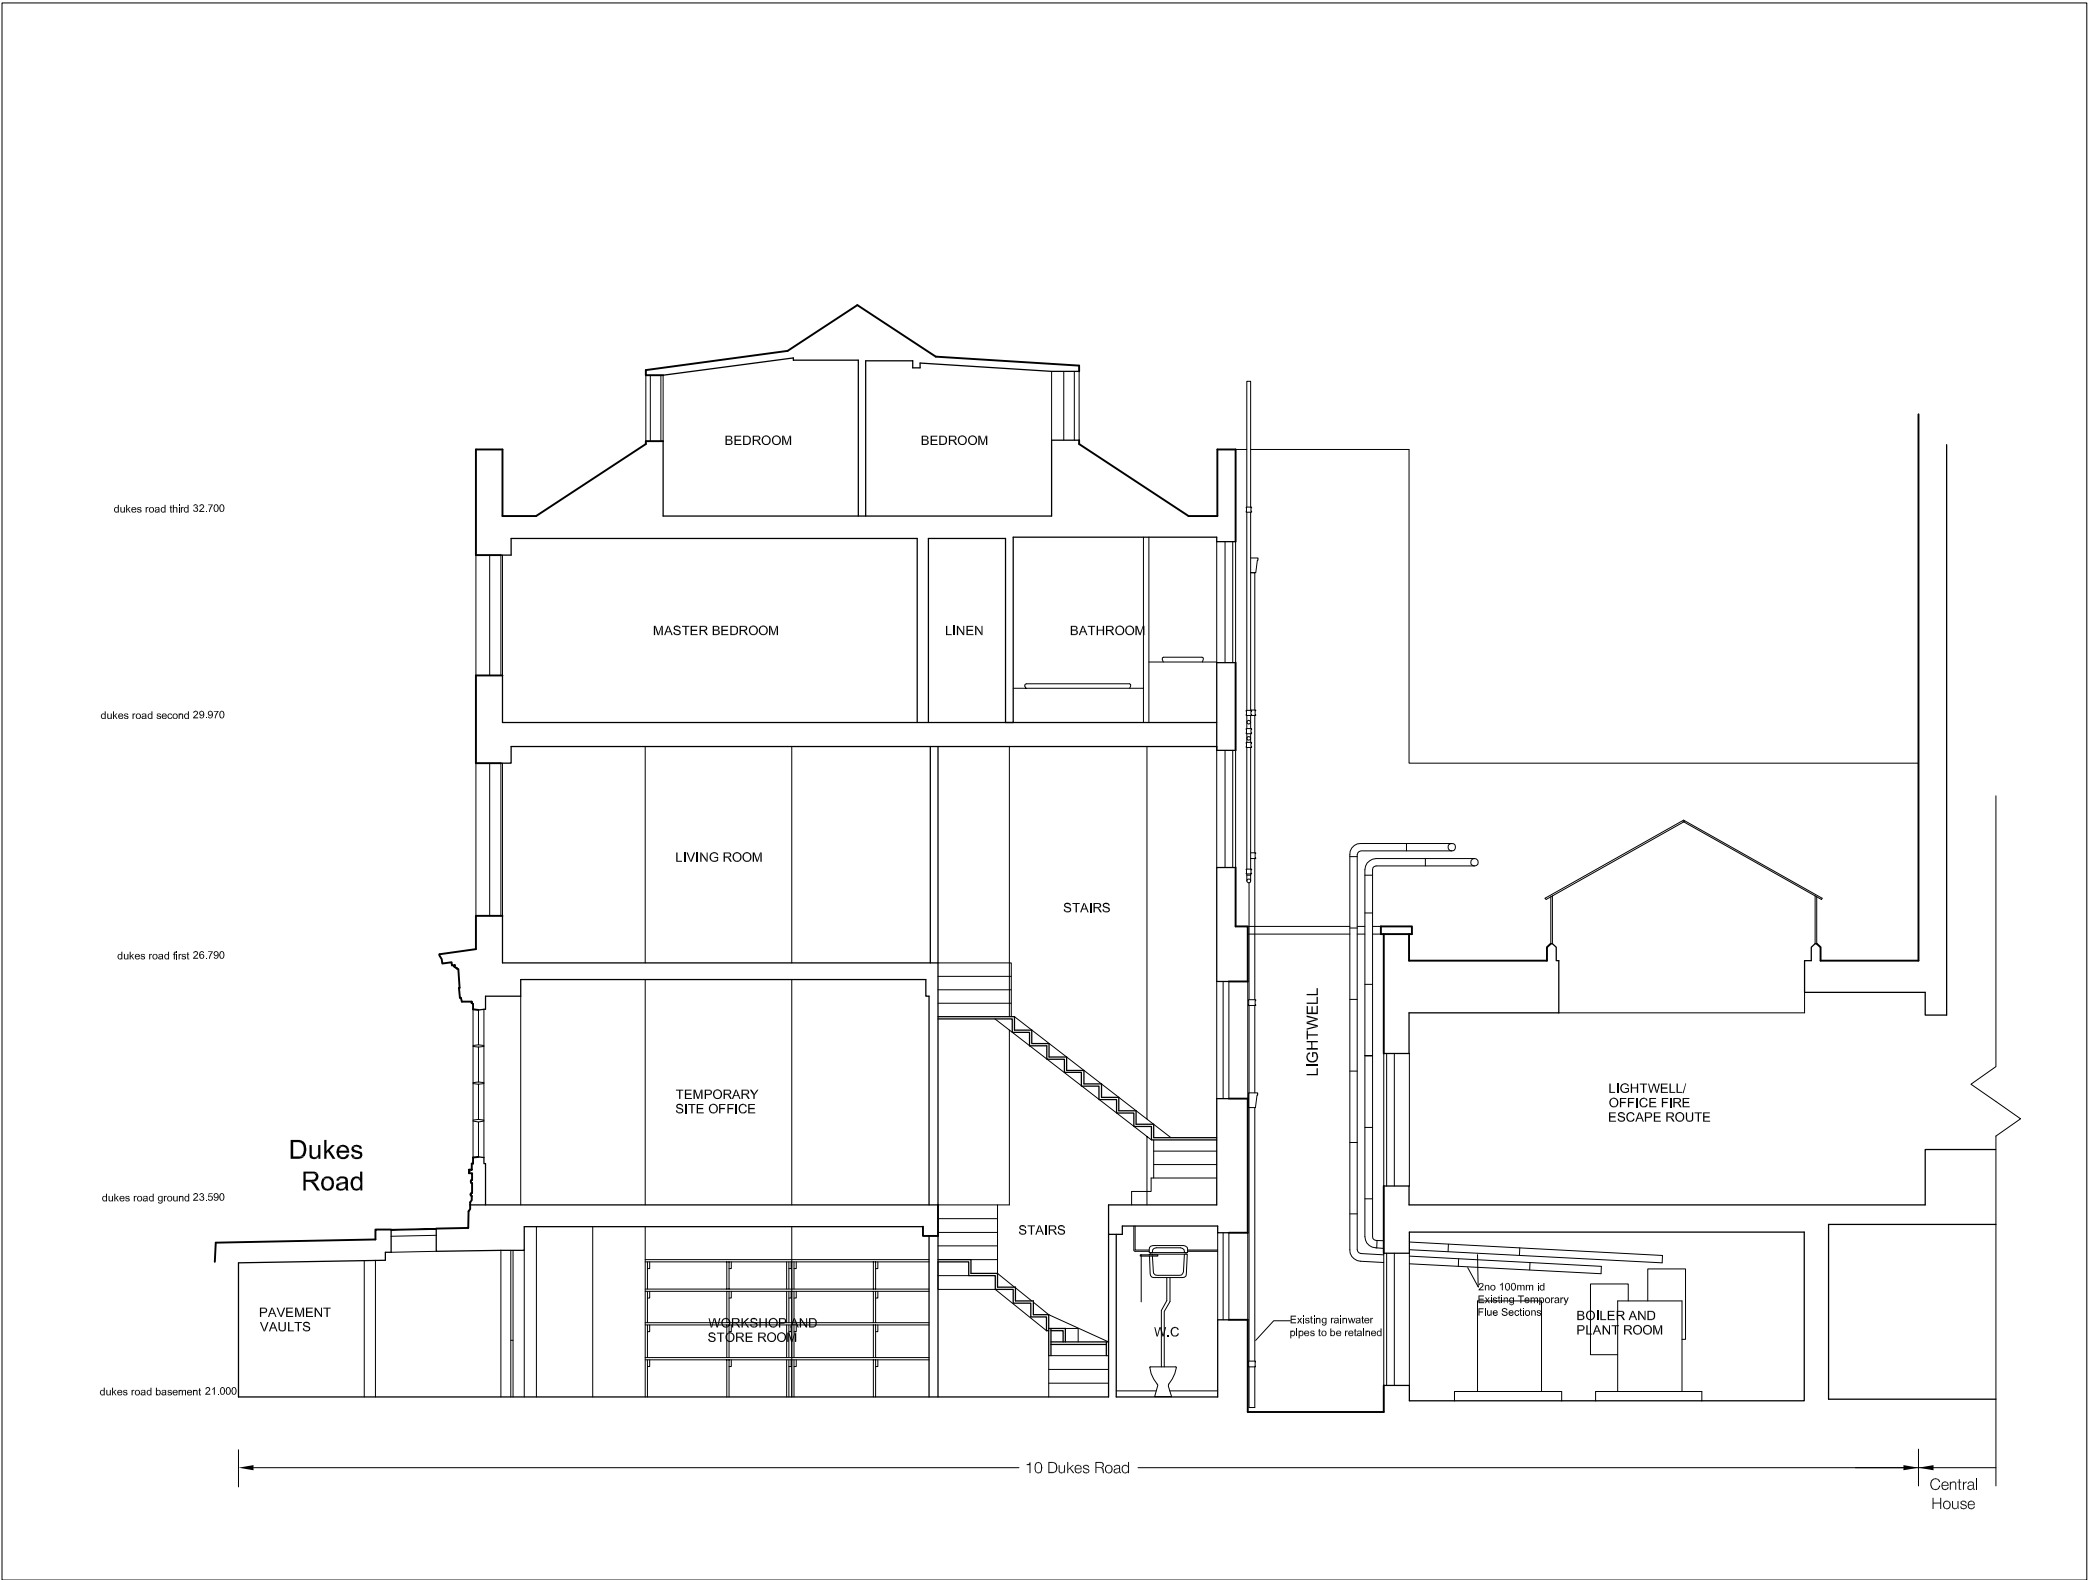 BEDROOM
BEDROOM
dukes road third 32.700
MASTER BEDROOM
LINEN
BATHROOM
dukes road second 29.970
LIVING ROOM
STAIRS
dukes road first 26.790
LIGHTWELL
TEMPORARY
SITE OFFICE
LIGHTWELL/
OFFICE FIRE
ESCAPE ROUTE
Dukes
Road
dukes road ground 23.590
STAIRS
PAVEMENT
VAULTS
WORKSHOP AND
STORE ROOM
W.C
Existing rainwater
pipes to be retained
2no 100mm id
Existing Temporary
Flue Sections
BOILER AND
PLANT ROOM
dukes road basement 21.000
10 Dukes Road
Central
House